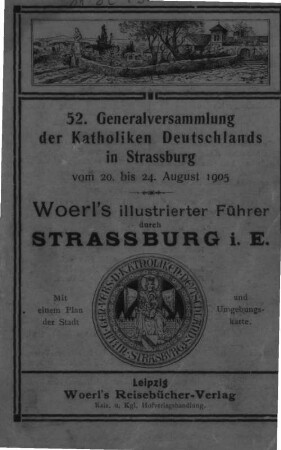 52. Generalversammlung
der Katholiken Deutschlands
in Strassburg
vom 20. bis 24. August 1905
Woerl's illustrierter Führer
durch
STRASSBURG i. E.
Mit
einem Plan
der Stadt
und
Umgebungs-
karte.
Leipzig
Woerl's Reisebücher-Verlag
Kais. u. Kgl. Hofverlagshandlung.